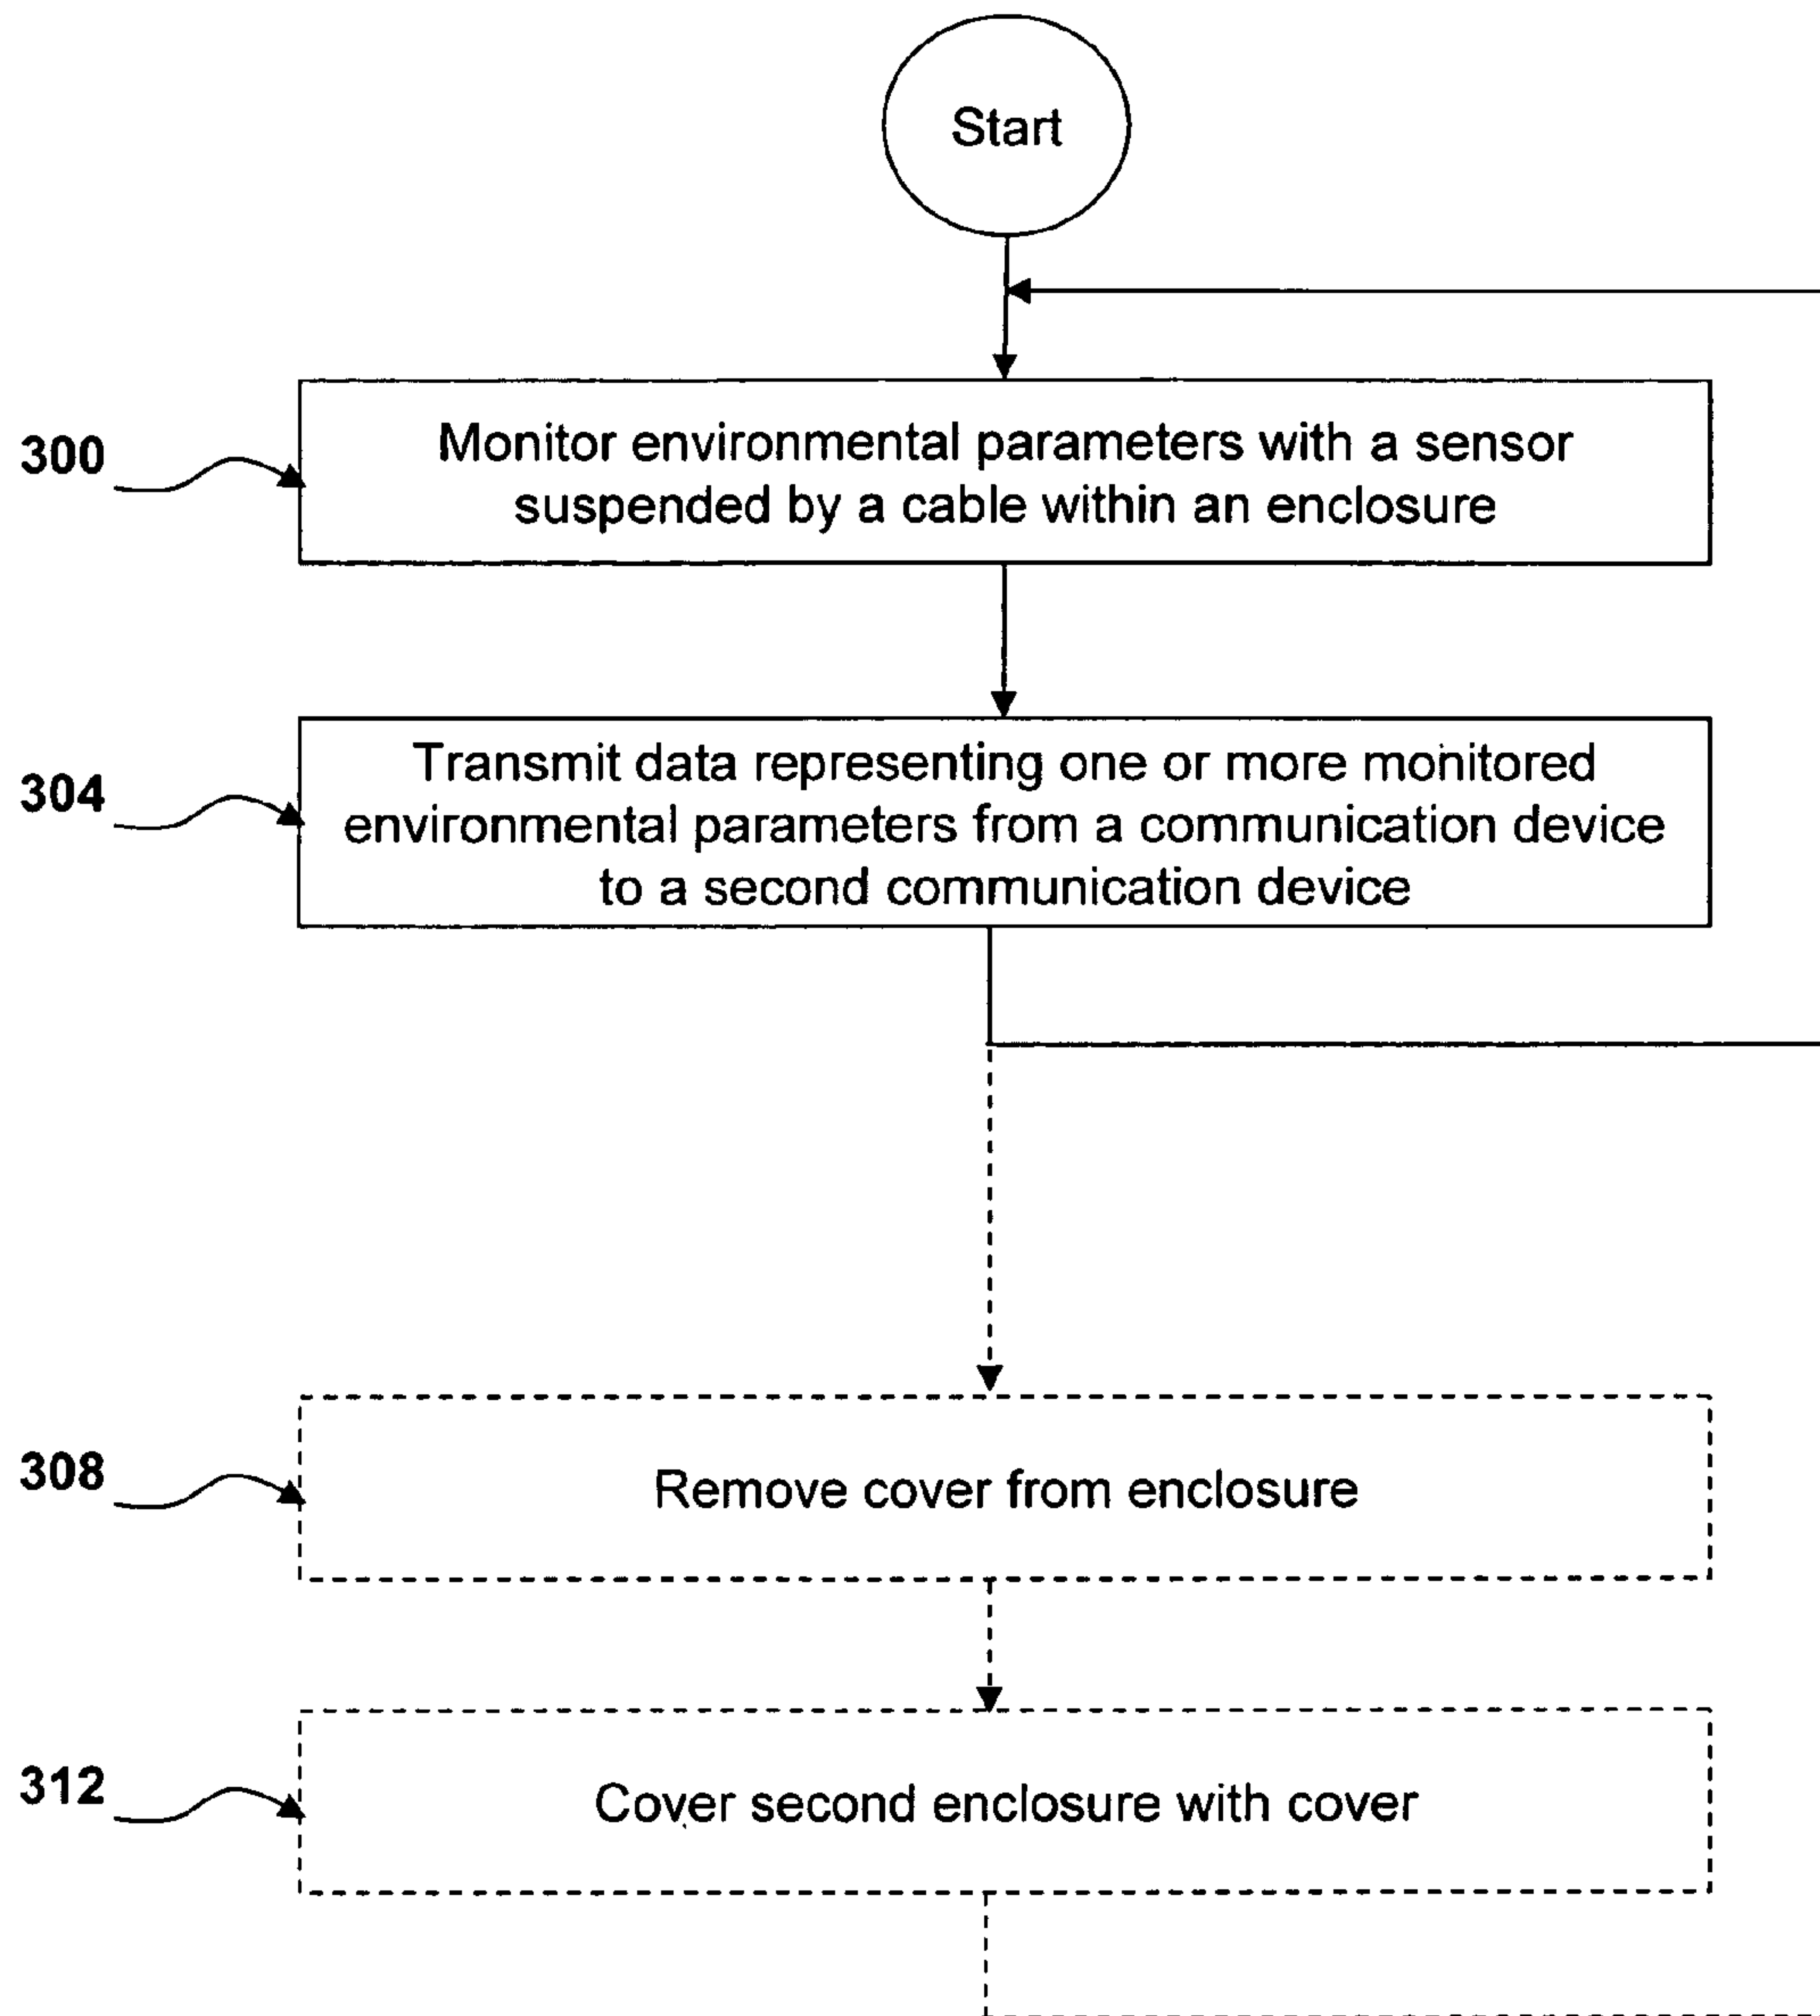 Start
300
Monitor environmental parameters with a sensor
suspended by a cable within an enclosure
304
Transmit data representing one or more monitored
environmental parameters from a communication device
to a second communication device
308
Remove cover from enclosure
312
Cover second enclosure with cover